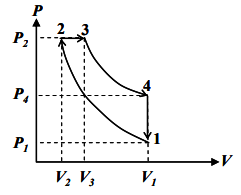 P
P₂ 2 3
P₄ 4
P₁ 1
V₂ V₃ V₁ V